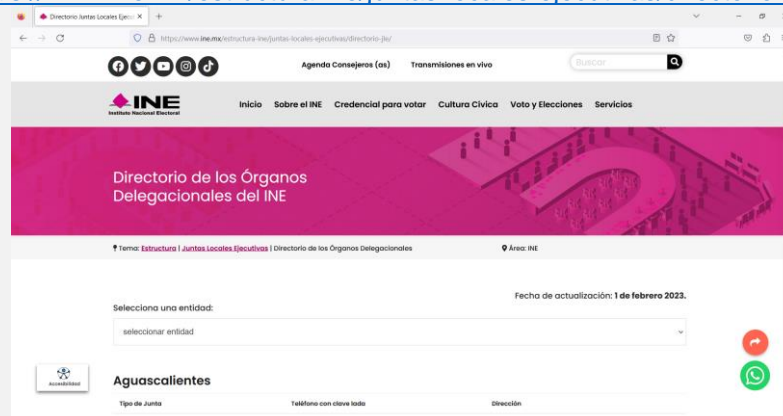 Directorio Juntas Locales Ejecu
https://www.ine.mx/estructura-ine/juntas-locales-ejecutivas/directorio-jle/
Agenda Consejeros (as) Transmisiones en vivo Buscar
INE
Instituto Nacional Electoral
Inicio Sobre el INE Credencial para votar Cultura Cívica Voto y Elecciones Servicios
Directorio de los Órganos
Delegacionales del INE
Tema: Estructura | Juntas Locales Ejecutivas | Directorio de los Órganos Delegacionales Área: INE
Fecha de actualización: 1 de febrero 2023.
Selecciona una entidad:
seleccionar entidad
Accesibilidad
Aguascalientes
Tipo de Junta Teléfono con clave lada Dirección